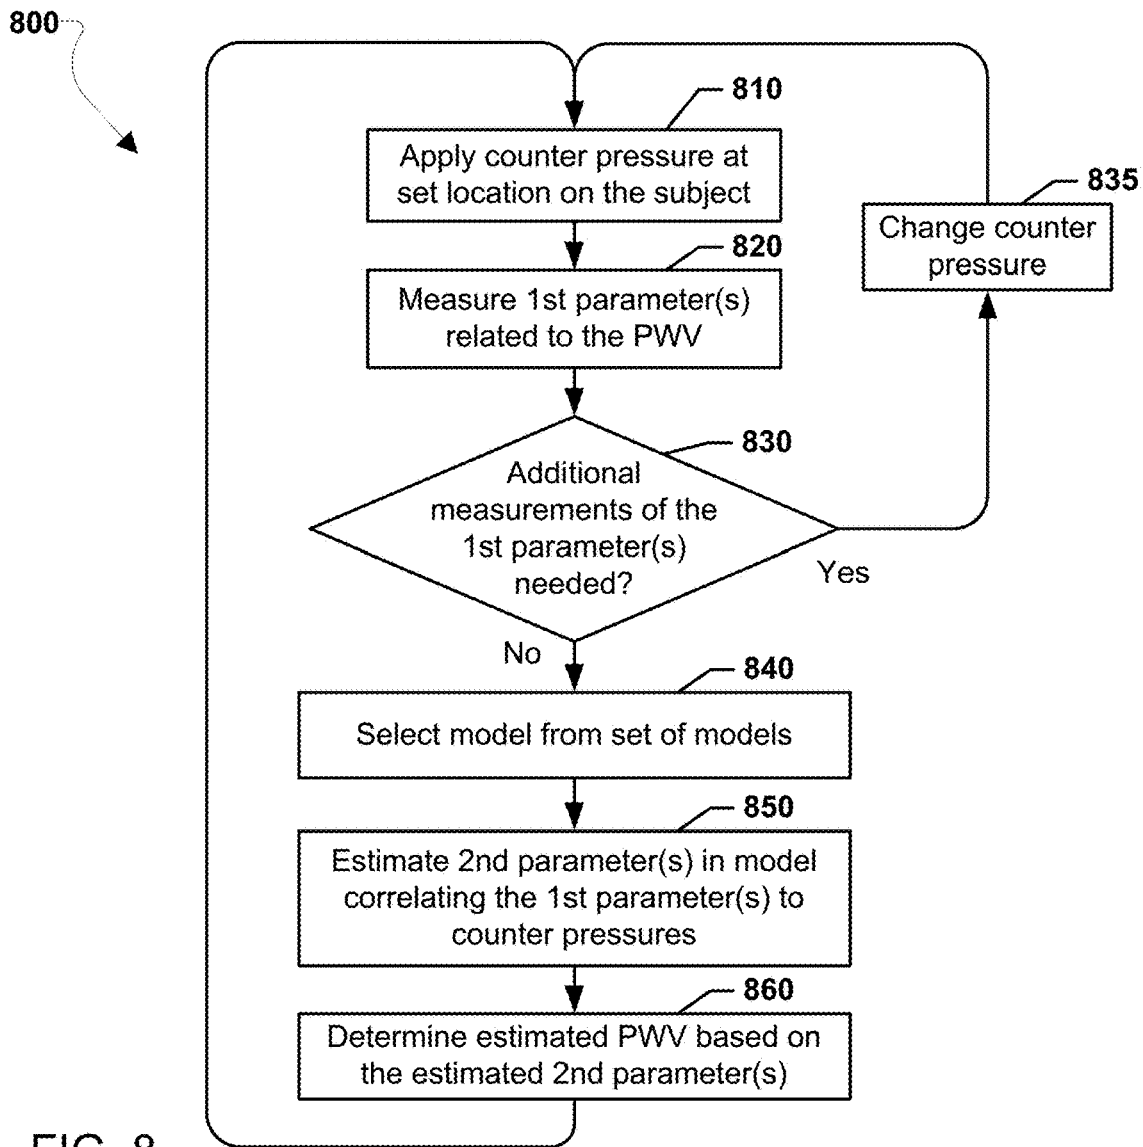 800
810
Apply counter pressure at
set location on the subject
835
Change counter
pressure
820
Measure 1st parameter(s)
related to the PWV
830
Additional
measurements of the
1st parameter(s)
needed?
Yes
No
840
Select model from set of models
850
Estimate 2nd parameter(s) in model
correlating the 1st parameter(s) to
counter pressures
860
Determine estimated PWV based on
the estimated 2nd parameter(s)
FIG. 8